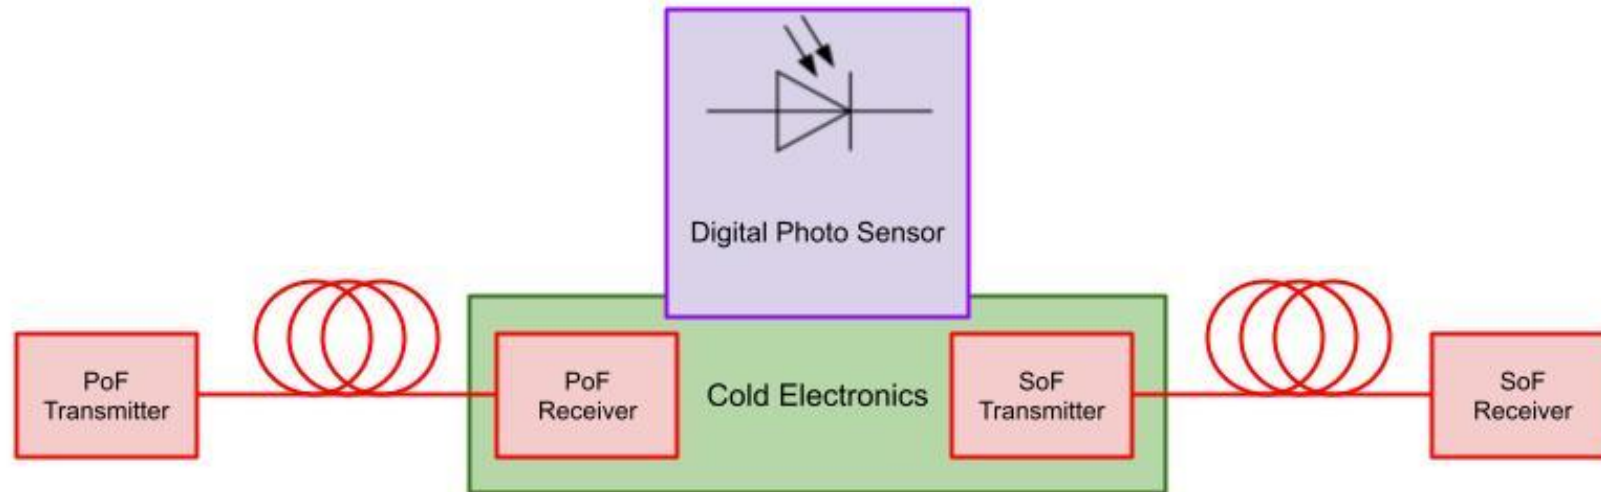 Digital Photo Sensor
PoF
Transmitter
PoF
Receiver
Cold Electronics
SoF
Transmitter
SoF
Receiver